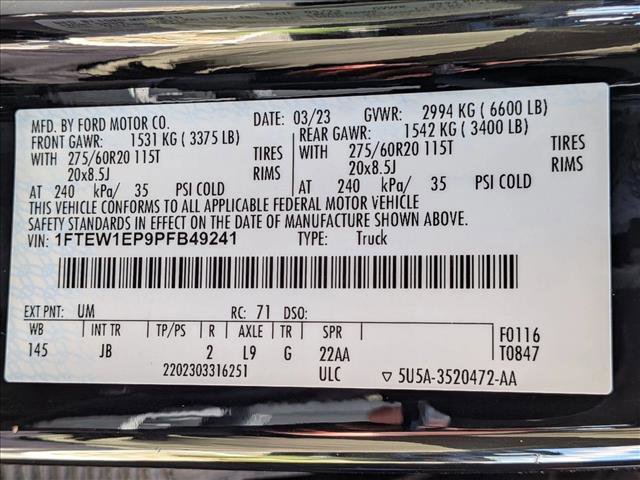 MFD. BY FORD MOTOR CO. DATE: 03/23 GVWR: 2994 KG ( 6600 LB)
FRONT GAWR: 1531 KG ( 3375 LB) REAR GAWR: 1542 KG ( 3400 LB)
WITH 275/60R20 115T TIRES WITH 275/60R20 115T TIRES
20x8.5J RIMS 20x8.5J RIMS
AT 240 kPa/ 35 PSI COLD AT 240 kPa/ 35 PSI COLD
THIS VEHICLE CONFORMS TO ALL APPLICABLE FEDERAL MOTOR VEHICLE
SAFETY STANDARDS IN EFFECT ON THE DATE OF MANUFACTURE SHOWN ABOVE.
VIN: 1FTEW1EP9PFB49241 TYPE: Truck
EXT PNT: UM RC: 71 DSO:
WB INT TR TP/PS R AXLE TR SPR F0116
145 JB 2 L9 G 22AA T0847
2202303316251 ULC ▽ 5U5A-3520472-AA